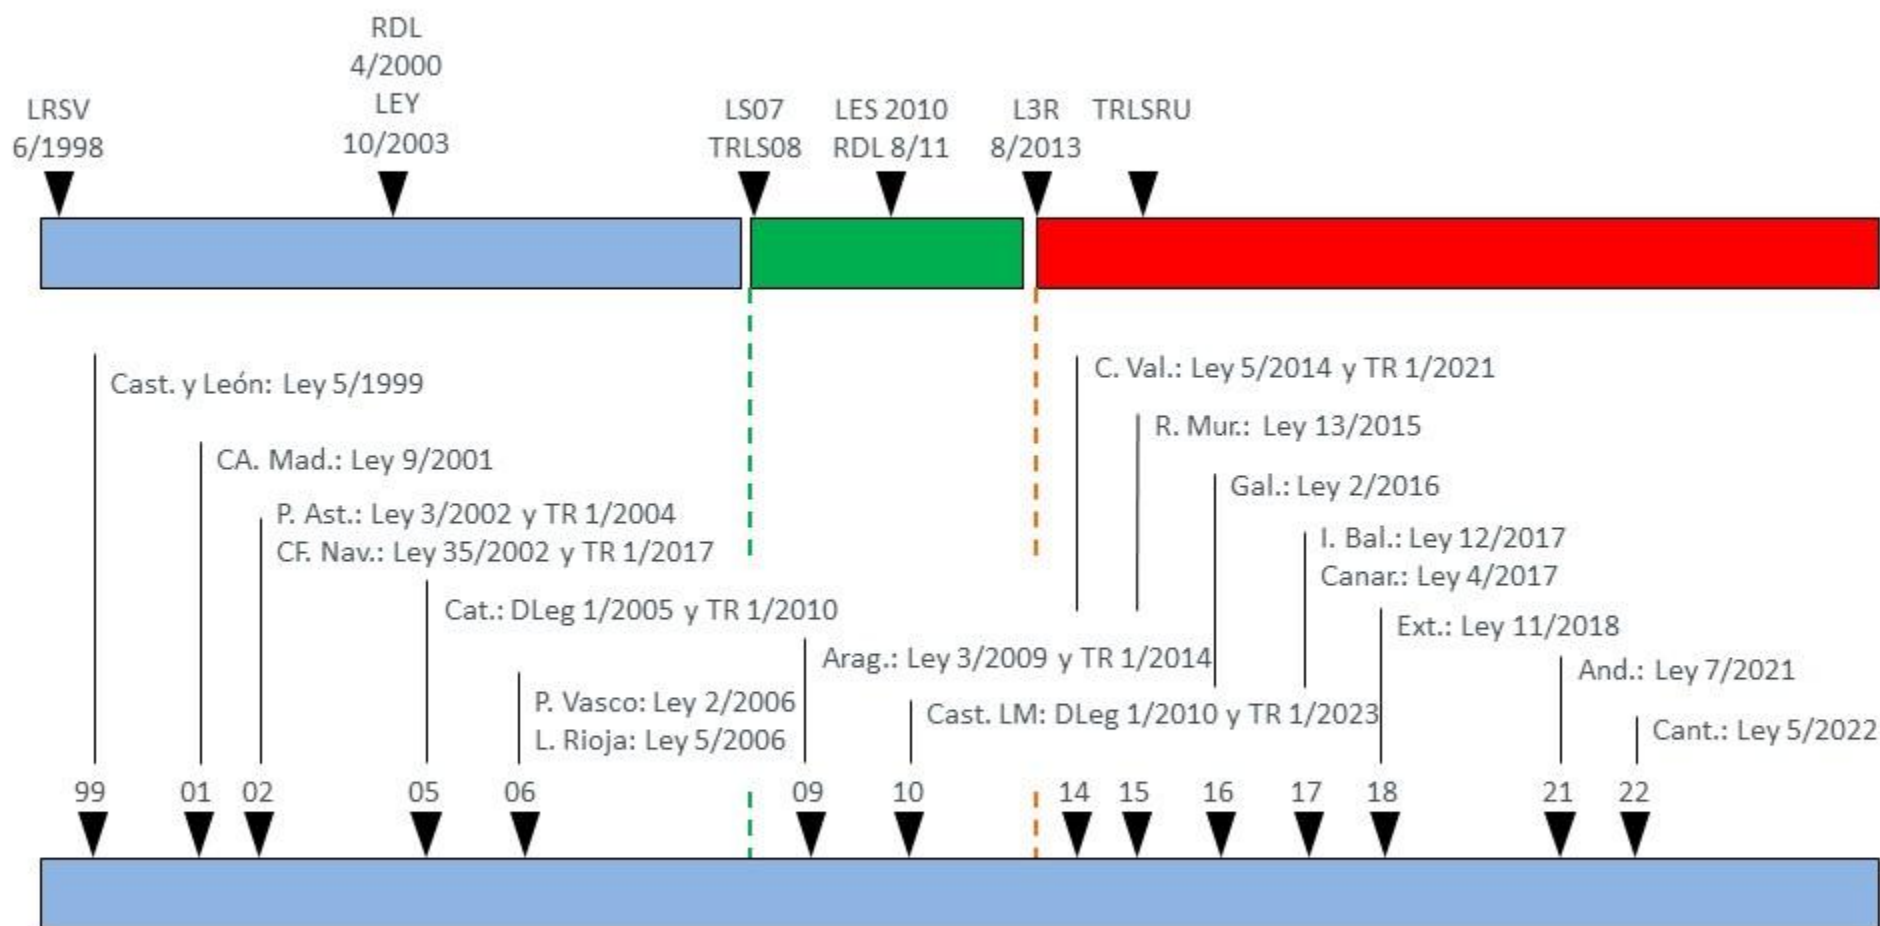 RDL
4/2000
LEY
10/2003
LRSV
6/1998
LS07
TRLS08
LES 2010
RDL 8/11
L3R
8/2013
TRLSRU
Cast. y León: Ley 5/1999
CA. Mad.: Ley 9/2001
P. Ast.: Ley 3/2002 y TR 1/2004
CF. Nav.: Ley 35/2002 y TR 1/2017
Cat.: DLeg 1/2005 y TR 1/2010
P. Vasco: Ley 2/2006
L. Rioja: Ley 5/2006
Arag.: Ley 3/2009 y TR 1/2014
Cast. LM: DLeg 1/2010 y TR 1/2023
C. Val.: Ley 5/2014 y TR 1/2021
R. Mur.: Ley 13/2015
Gal.: Ley 2/2016
I. Bal.: Ley 12/2017
Canar.: Ley 4/2017
Ext.: Ley 11/2018
And.: Ley 7/2021
Cant.: Ley 5/2022
99 01 02 05 06 09 10 14 15 16 17 18 21 22